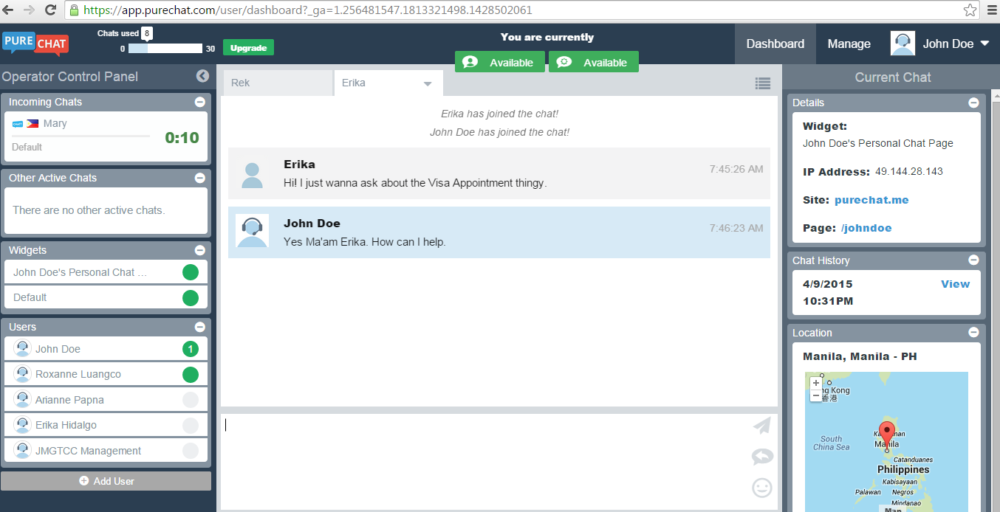 https://app.purechat.com/user/dashboard?_ga=1.256481547.1813321498.1428502061
PURE CHAT
Chats used 8
0 30
Upgrade
You are currently
Available
Available
Dashboard
Manage
John Doe
Operator Control Panel
Incoming Chats
CHAT
Mary
0:10
Default
Other Active Chats
There are no other active chats.
Widgets
John Doe's Personal Chat ...
Default
Users
John Doe 1
Roxanne Luangco
Arianne Papna
Erika Hidalgo
JMGTCC Management
Add User
Rek
Erika
Erika has joined the chat!
John Doe has joined the chat!
Erika
7:45:26 AM
Hi! I just wanna ask about the Visa Appointment thingy.
John Doe
7:46:23 AM
Yes Ma'am Erika. How can I help.
Current Chat
Details
Widget:
John Doe's Personal Chat Page
IP Address: 49.144.28.143
Site: purechat.me
Page: /johndoe
Chat History
4/9/2015 View
10:31PM
Location
Manila, Manila - PH
+
ng Kong
−
香港
South
China Sea
Manila
Catanduanes
Philippines
Kabisayaan
Palawan Negros
Mindanao
Map